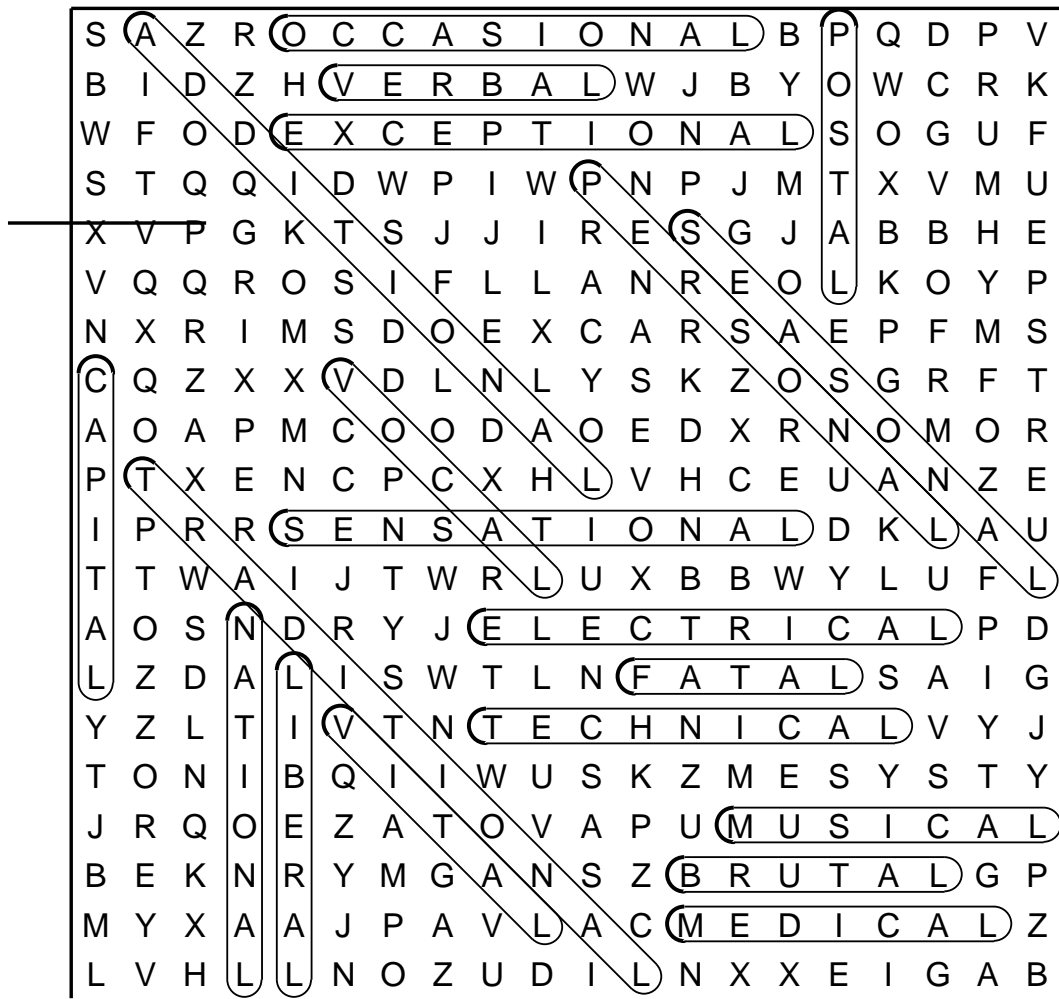 S A Z R O C C A S I O N A L B P Q D P V
B I D Z H V E R B A L W J B Y O W C R K
W F O D E X C E P T I O N A L S O G U F
S T Q Q I D W P I W P N P J M T X V M U
X V P G K T S J J I R E S G J A B B H E
V Q Q R O S I F L L A N R E O L K O Y P
N X R I M S D O E X C A R S A E P F M S
C Q Z X X V D L N L Y S K Z O S G R F T
A O A P M C O O D A O E D X R N O M O R
P T X E N C P C X H L V H C E U A N Z E
I P R R S E N S A T I O N A L D K L A U
T T W A I J T W R L U X B B W Y L U F L
A O S N D R Y J E L E C T R I C A L P D
L Z D A L I S W T L N F A T A L S A I G
Y Z L T I V T N T E C H N I C A L V Y J
T O N I B Q I I W U S K Z M E S Y S T Y
J R Q O E Z A T O V A P U M U S I C A L
B E K N R Y M G A N S Z B R U T A L G P
M Y X A A J P A V L A C M E D I C A L Z
L V H L L N O Z U D I L N X X E I G A B